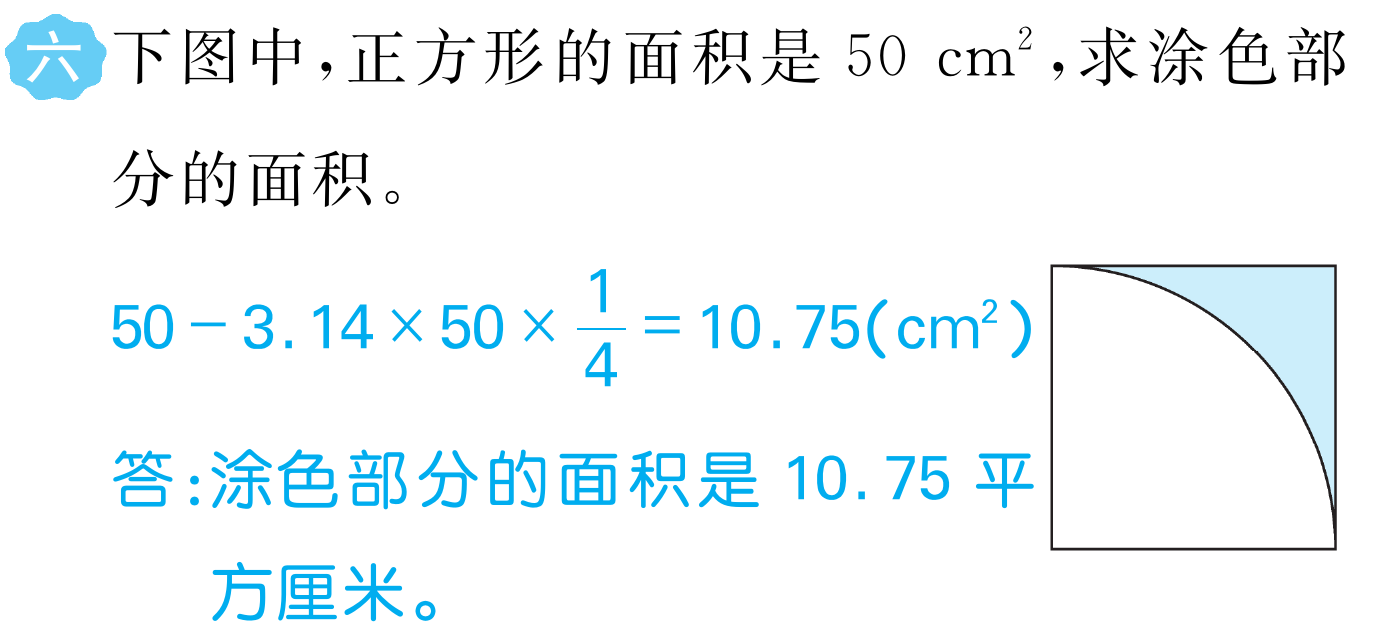 六 下图中,正方形的面积是 50 cm²,求涂色部
分的面积。
50-3.14×50×\frac{1}{4}=10.75(cm²)
答:涂色部分的面积是 10.75 平
方厘米。